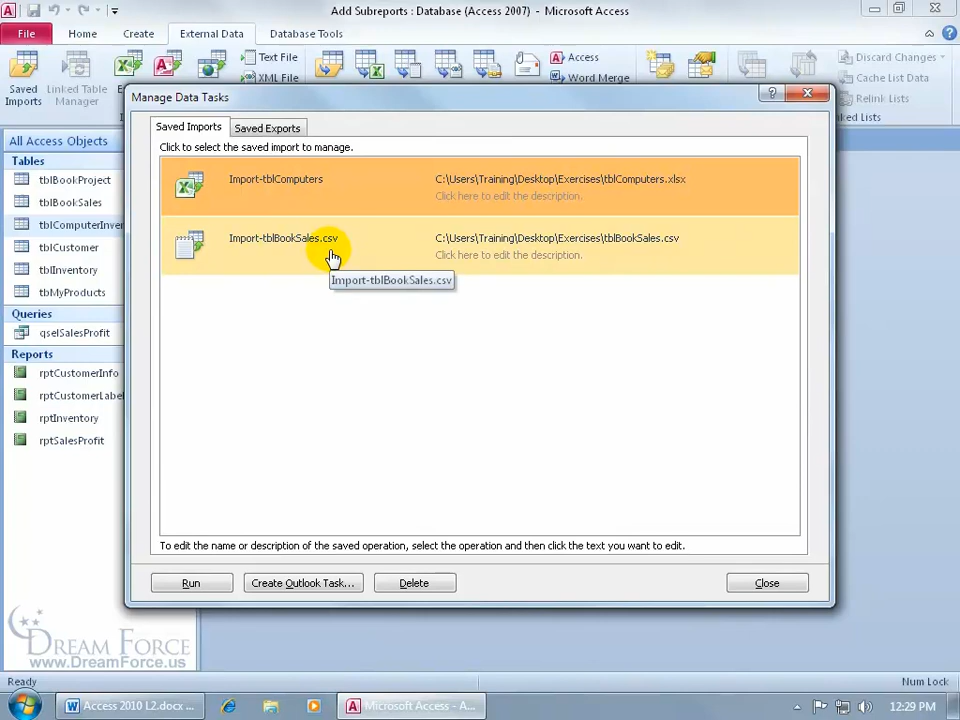 Add Subreports : Database (Access 2007) - Microsoft Access
File
Home
Create
External Data
Database Tools
Saved Imports
Linked Table Manager
Text File
XML File
Access
Word Merge
Discard Changes
Cache List Data
Relink Lists
Manage Data Tasks
Saved Imports
Saved Exports
Click to select the saved import to manage.
Import-tblComputers
C:\Users\Training\Desktop\Exercises\tblComputers.xlsx
Click here to edit the description.
Import-tblBookSales.csv
C:\Users\Training\Desktop\Exercises\tblBookSales.csv
Click here to edit the description.
Import-tblBookSales.csv
To edit the name or description of the saved operation, select the operation and then click the text you want to edit.
Run
Create Outlook Task...
Delete
Close
All Access Objects
Tables
tblBookProject
tblBookSales
tblComputerInver
tblCustomer
tblInventory
tbMyProducts
Queries
qselSalesProfit
Reports
rptCustomerInfo
rptCustomerLabel
rptInventory
rptSalesProfit
DREAM FORCE
www.DreamForce.us
Ready
Num Lock
Access 2010 L2.docx ...
Microsoft Access - A...
12:29 PM